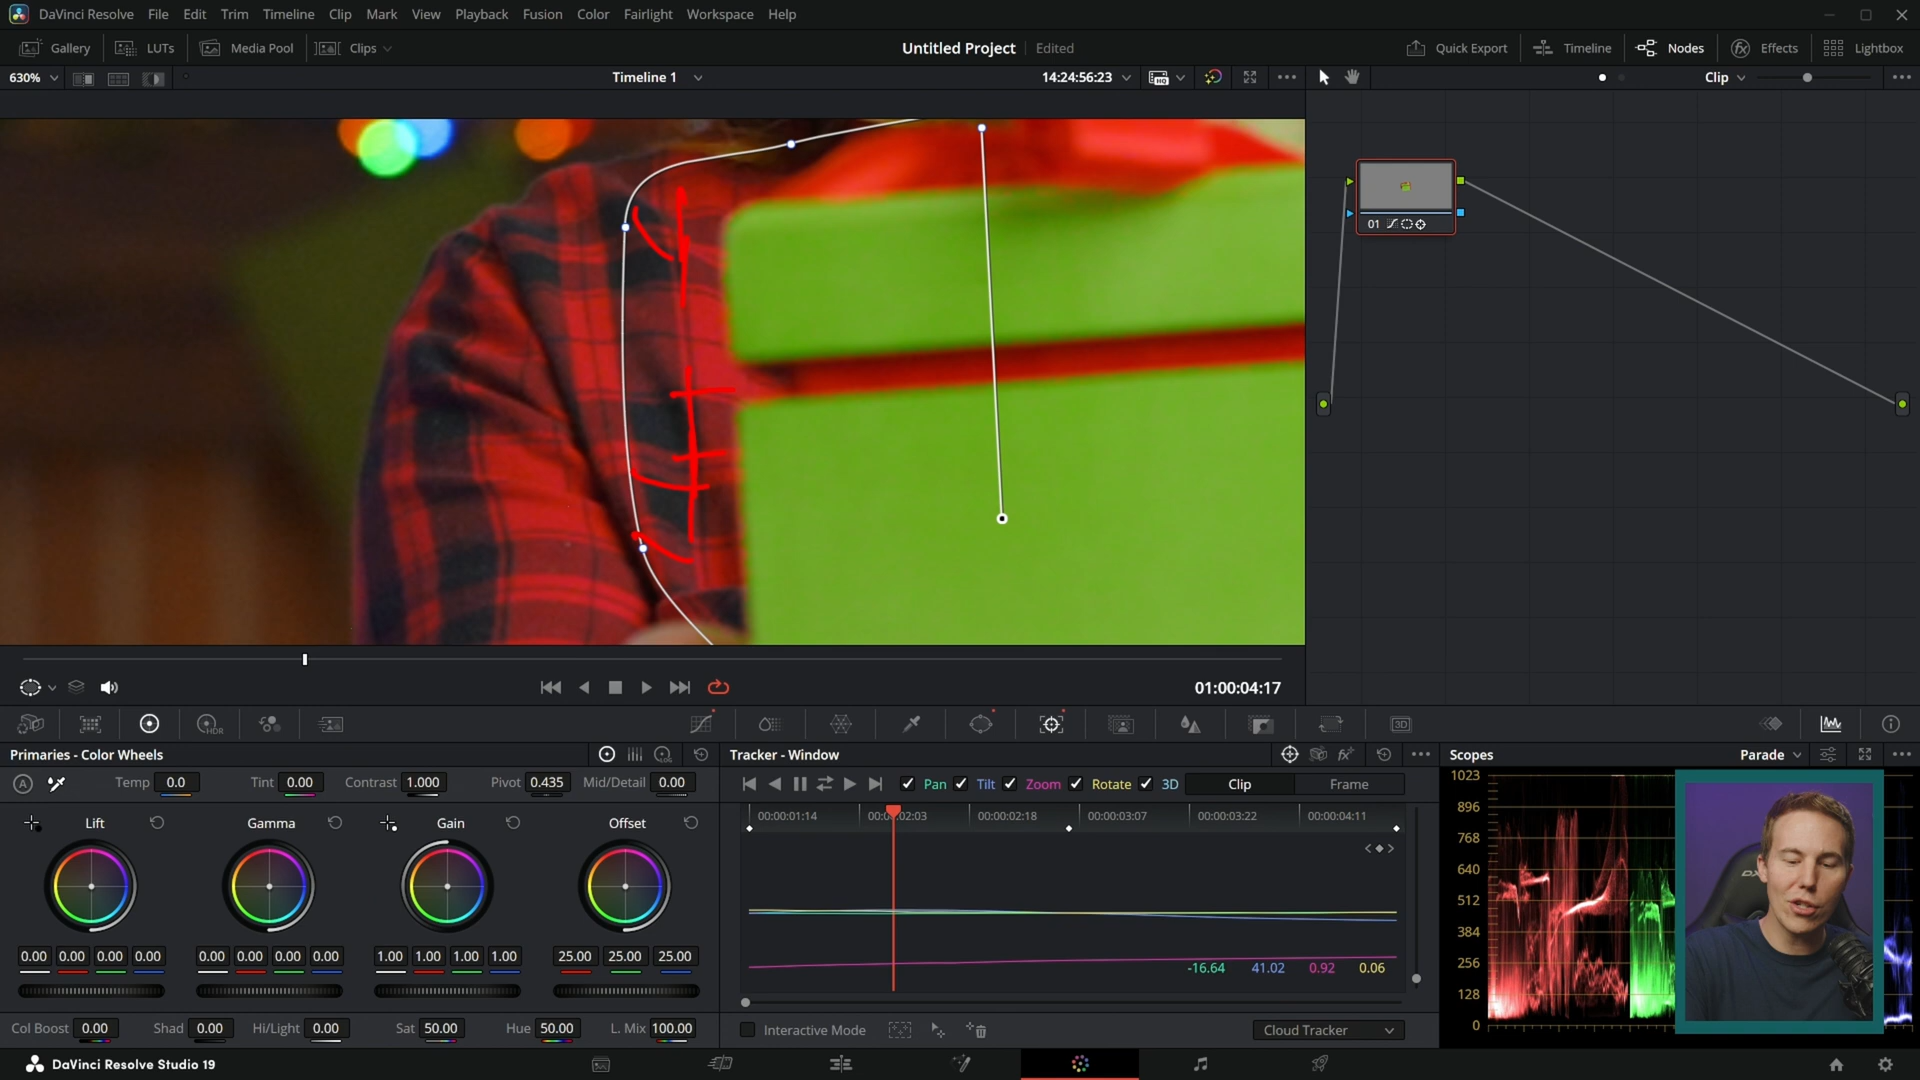 DaVinci Resolve File Edit Trim Timeline Clip Mark View Playback Fusion Color Fairlight Workspace Help
Gallery LUTs Media Pool Clips Untitled Project Edited Quick Export Timeline Nodes Effects Lightbox
630% Timeline 1 14:24:56:23 HQ Clip
01
01:00:04:17
HDR 3D
Primaries - Color Wheels LOG Tracker - Window fx Scopes Parade
A Temp 0.0 Tint 0.00 Contrast 1.000 Pivot 0.435 Mid/Detail 0.00 Pan Tilt Zoom Rotate 3D Clip Frame
Lift Gamma Gain Offset
00:00:01:14 00:00:02:03 00:00:02:18 00:00:03:07 00:00:03:22 00:00:04:11
0.00 0.00 0.00 0.00 0.00 0.00 0.00 0.00 1.00 1.00 1.00 1.00 25.00 25.00 25.00
-16.64 41.02 0.92 0.06
1023
896
768
640
512
384
256
128
0
Col Boost 0.00 Shad 0.00 Hi/Light 0.00 Sat 50.00 Hue 50.00 L. Mix 100.00 Interactive Mode Cloud Tracker
DaVinci Resolve Studio 19